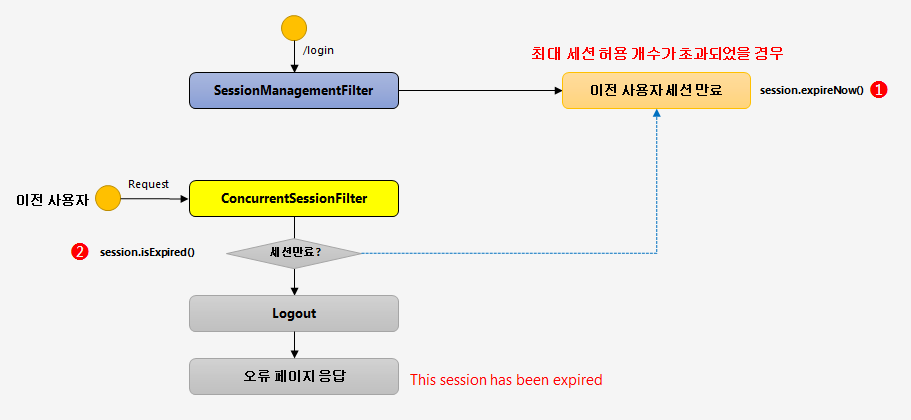 /login
최대 세션 허용 개수가 초과되었을 경우
SessionManagementFilter
이전 사용자 세션 만료
session.expireNow()
1
이전 사용자
Request
ConcurrentSessionFilter
2
session.isExpired()
세션만료?
Logout
오류 페이지 응답
This session has been expired